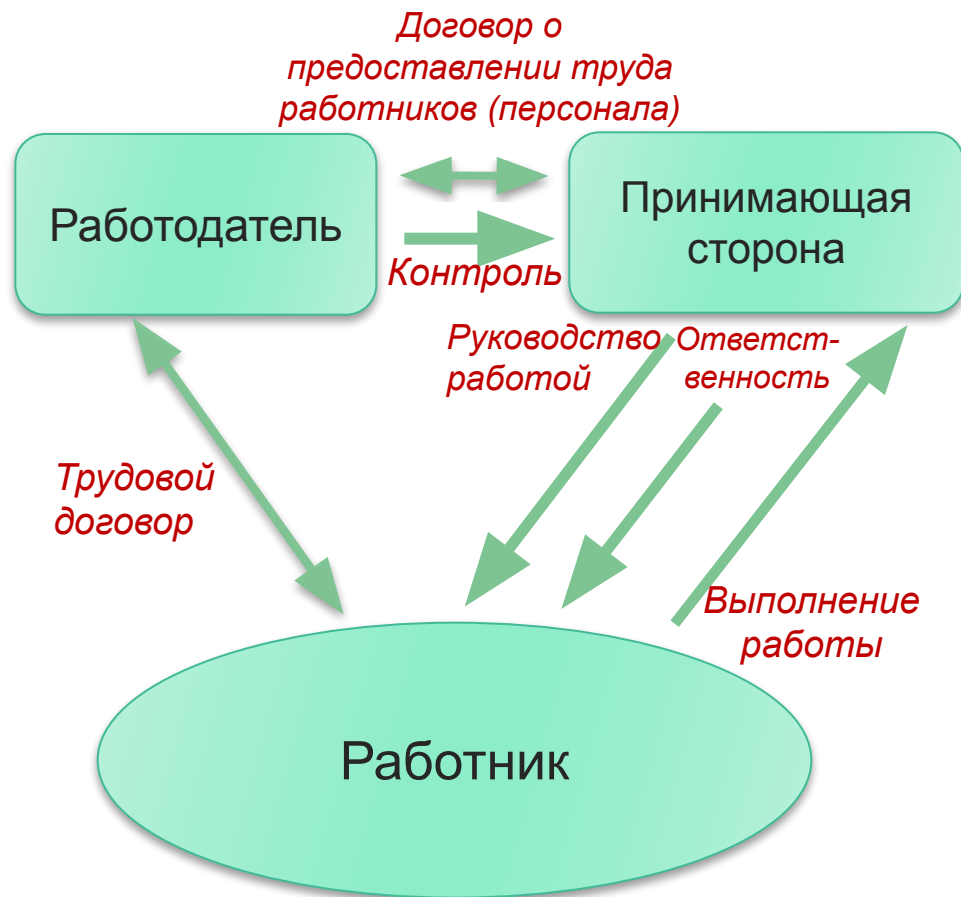 Договор о
предоставлении труда
работников (персонала)
Работодатель
Принимающая
сторона
Контроль
Руководство
работой
Ответст-
венность
Трудовой
договор
Выполнение
работы
Работник